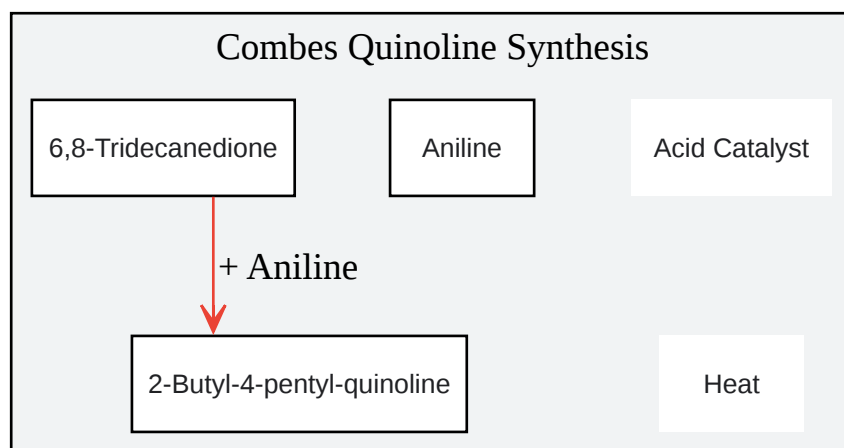 Combes Quinoline Synthesis
6,8-Tridecanedione
Aniline
Acid Catalyst
+ Aniline
2-Butyl-4-pentyl-quinoline
Heat